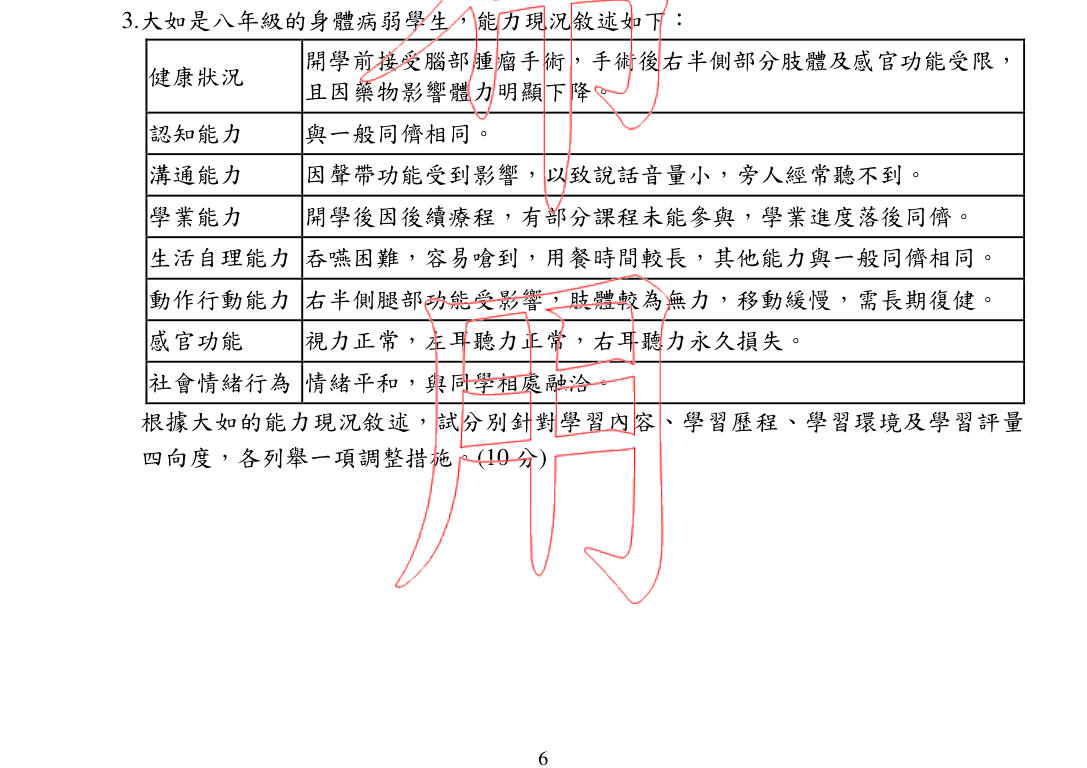 3.大如是八年級的身體病弱學生，能力現況敘述如下：
健康狀況
開學前接受腦部腫瘤手術，手術後右半側部分肢體及感官功能受限，
且因藥物影響體力明顯下降。
認知能力 與一般同儕相同。
溝通能力 因聲帶功能受到影響，以致說話音量小，旁人經常聽不到。
學業能力 開學後因後續療程，有部分課程未能參與，學業進度落後同儕。
生活自理能力 吞嚥困難，容易嗆到，用餐時間較長，其他能力與一般同儕相同。
動作行動能力 右半側腿部功能受影響，肢體較為無力，移動緩慢，需長期復健。
感官功能 視力正常，左耳聽力正常，右耳聽力永久損失。
社會情緒行為 情緒平和，與同學相處融洽。
根據大如的能力現況敘述，試分別針對學習內容、學習歷程、學習環境及學習評量
四向度，各列舉一項調整措施。(10 分)
用
6